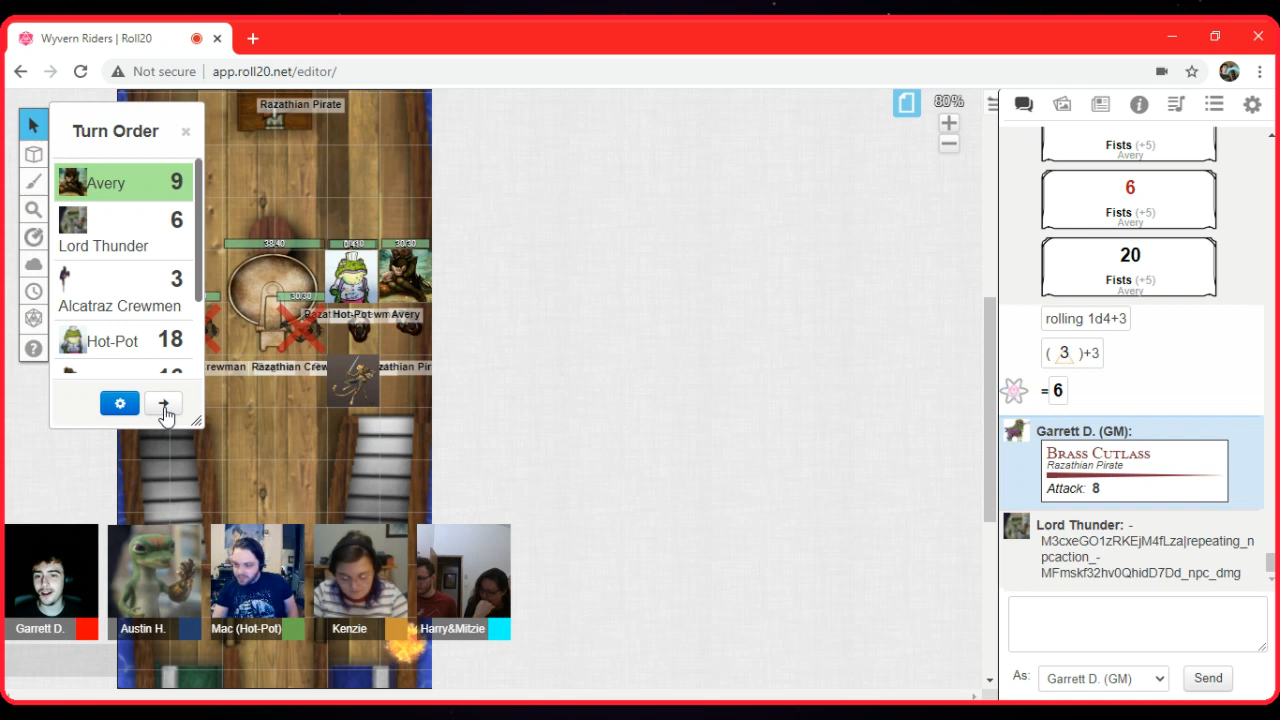 Wyvern Riders | Roll20
Not secure
app.roll20.net/editor/
Turn Order
Avery 9
6
Lord Thunder
3
Alcatraz Crewmen
Hot-Pot 18
Razathian Pirate
80%
38/40
30/30
30/30
Hot-Pot
Avery
rewman
Razathian Crew
zathian Pir
Fists (+5)
Avery
6
Fists (+5)
Avery
20
Fists (+5)
Avery
rolling 1d4+3
( 3 )+3
= 6
Garrett D. (GM):
Brass Cutlass
Razathian Pirate
Attack: 8
Lord Thunder: -
M3cxeGO1zRKEjM4fLza|repeating_n
pcaction_-
MFmskf32hv0QhidD7Dd_npc_dmg
As: Garrett D. (GM)
Send
Garrett D.
Austin H.
Mac (Hot-Pot)
Kenzie
Harry&Mitzie